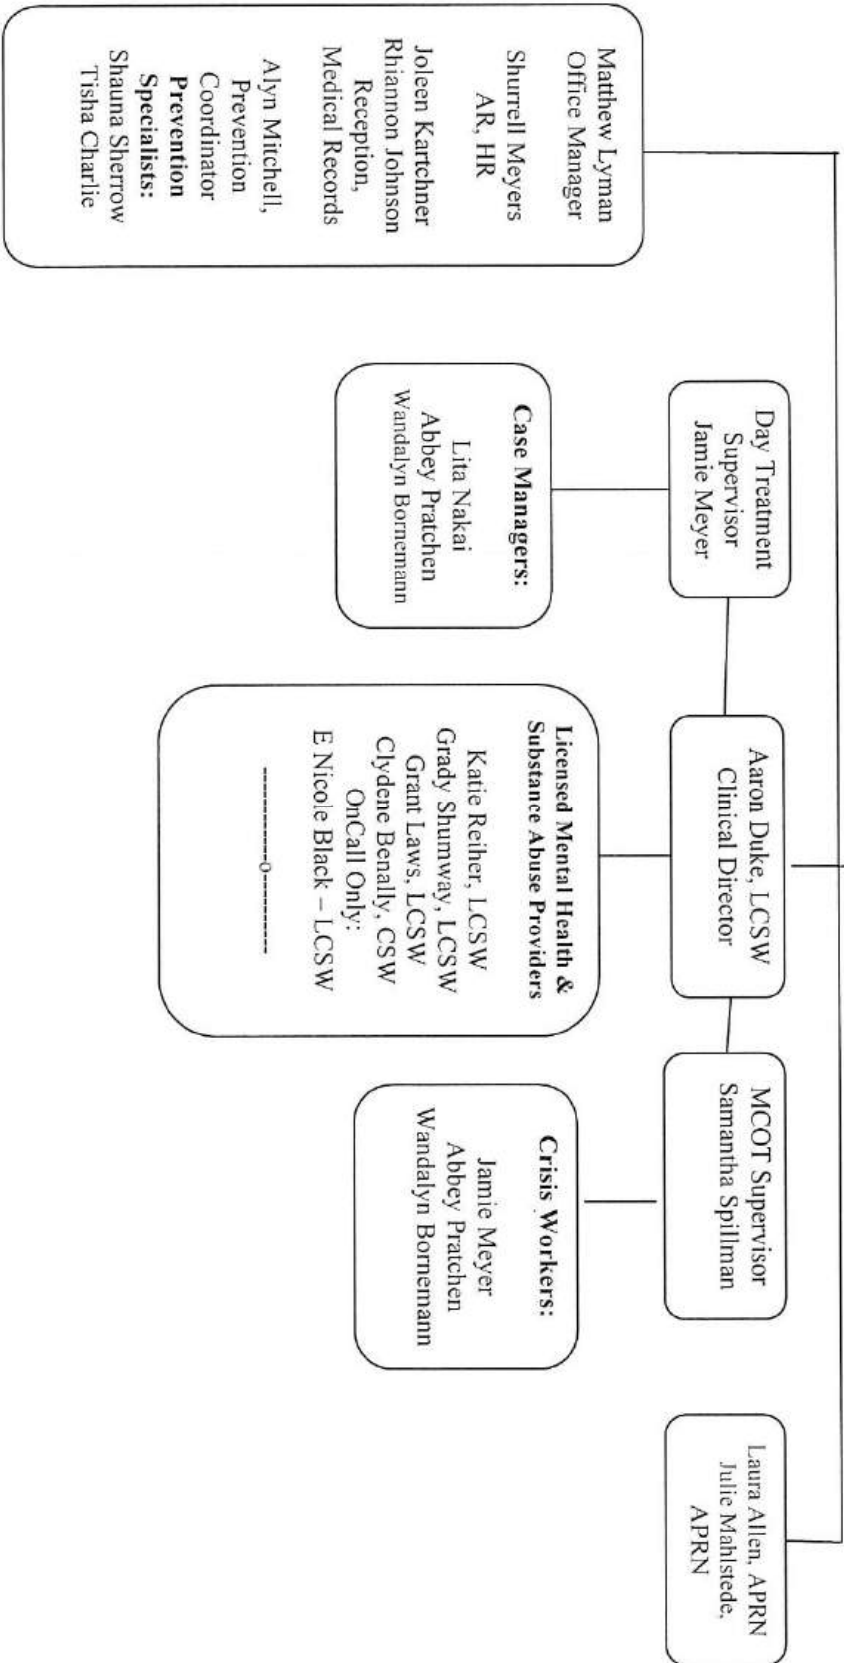 Matthew Lyman
Office Manager
Shurrell Meyers
AR, HR
Joleen Kartchner
Rhiannon Johnson
Reception,
Medical Records
Alyn Mitchell,
Prevention
Coordinator
Prevention
Specialists:
Shauna Sherrow
Tisha Charlie
Day Treatment
Supervisor
Jamie Meyer
Case Managers:
Lita Nakai
Abbey Pratchen
Wandalyn Bornemann
Aaron Duke, LCSW
Clinical Director
Licensed Mental Health &
Substance Abuse Providers
Katie Reiher, LCSW
Grady Shumway, LCSW
Grant Laws, LCSW
Clydene Benally, CSW
OnCall Only:
E Nicole Black – LCSW
----------0----------
MCOT Supervisor
Samantha Spillman
Crisis Workers:
Jamie Meyer
Abbey Pratchen
Wandalyn Bornemann
Laura Allen, APRN
Julie Mahlstede,
APRN